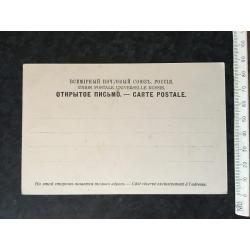 ВСЕМІРНЫЙ ПОЧТОВЫЙ СОЮЗЪ. РОССІЯ.
UNION POSTALE UNIVERSELLE RUSSIE.
ОТКРЫТОЕ ПИСЬМО. — CARTE POSTALE.
На этой сторонѣ пишется только адресъ. — Côté réservé exclusivement à l'adresse.